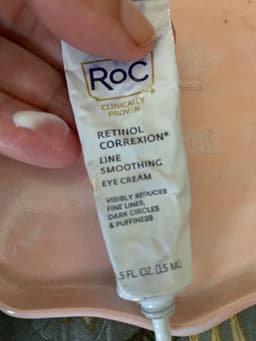 RoC
CLINICALLY
PROVEN
RETINOL
CORREXION®
LINE
SMOOTHING
EYE CREAM
VISIBLY REDUCES
FINE LINES,
DARK CIRCLES
& PUFFINESS
.5 FL. OZ. (15 ML)